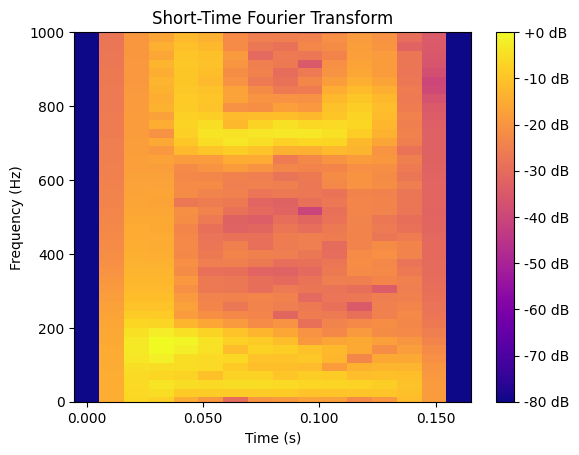 Short-Time Fourier Transform
1000
800
600
400
200
0
Frequency (Hz)
0.000
0.050
0.100
0.150
Time (s)
+0 dB
-10 dB
-20 dB
-30 dB
-40 dB
-50 dB
-60 dB
-70 dB
-80 dB